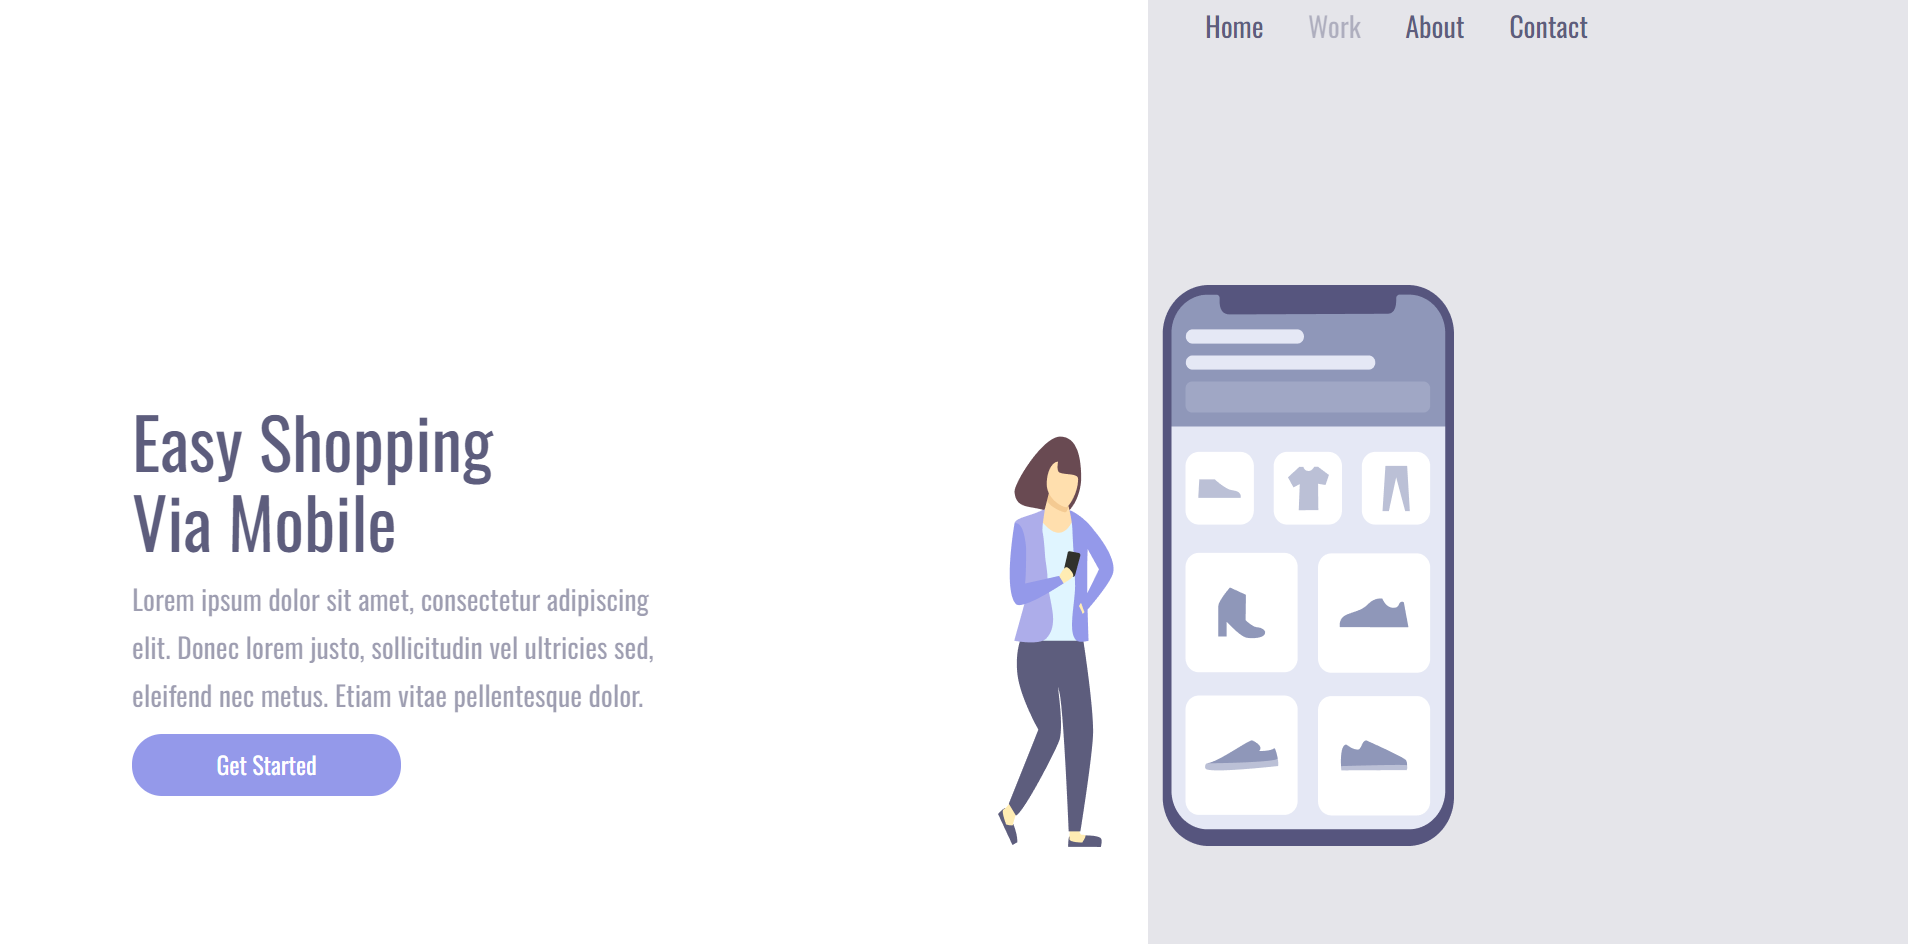 Home Work About Contact
Easy Shopping
Via Mobile
Lorem ipsum dolor sit amet, consectetur adipiscing
elit. Donec lorem justo, sollicitudin vel ultricies sed,
eleifend nec metus. Etiam vitae pellentesque dolor.
Get Started